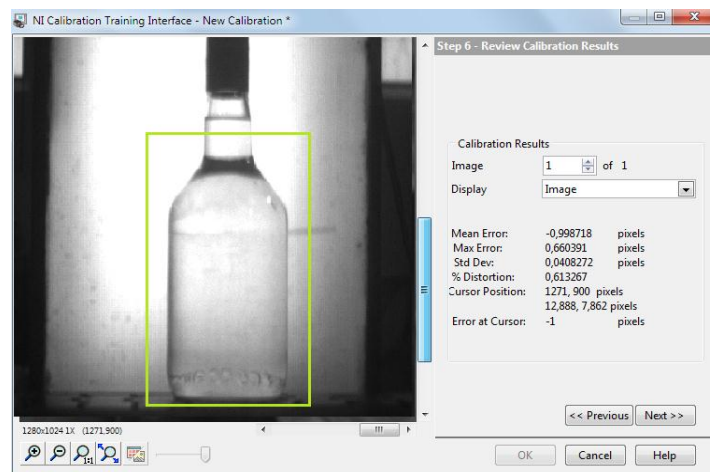 NI Calibration Training Interface - New Calibration *
Step 6 - Review Calibration Results
Calibration Results
Image 1 of 1
Display Image
Mean Error: -0,998718 pixels
Max Error: 0,660391 pixels
Std Dev: 0,0408272 pixels
% Distortion: 0,613267
Cursor Position: 1271, 900 pixels
12,888, 7,862 pixels
Error at Cursor: -1 pixels
<< Previous Next >>
1280x1024 1X (1271,900)
1:1
OK Cancel Help